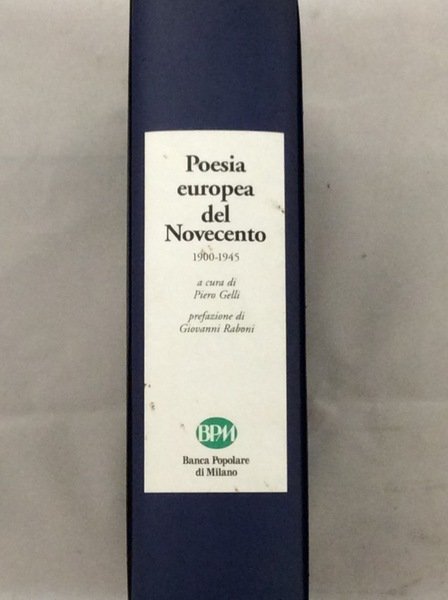 Poesia
europea
del
Novecento
1900-1945
a cura di
Piero Gelli
prefazione di
Giovanni Raboni
BPM
Banca Popolare
di Milano